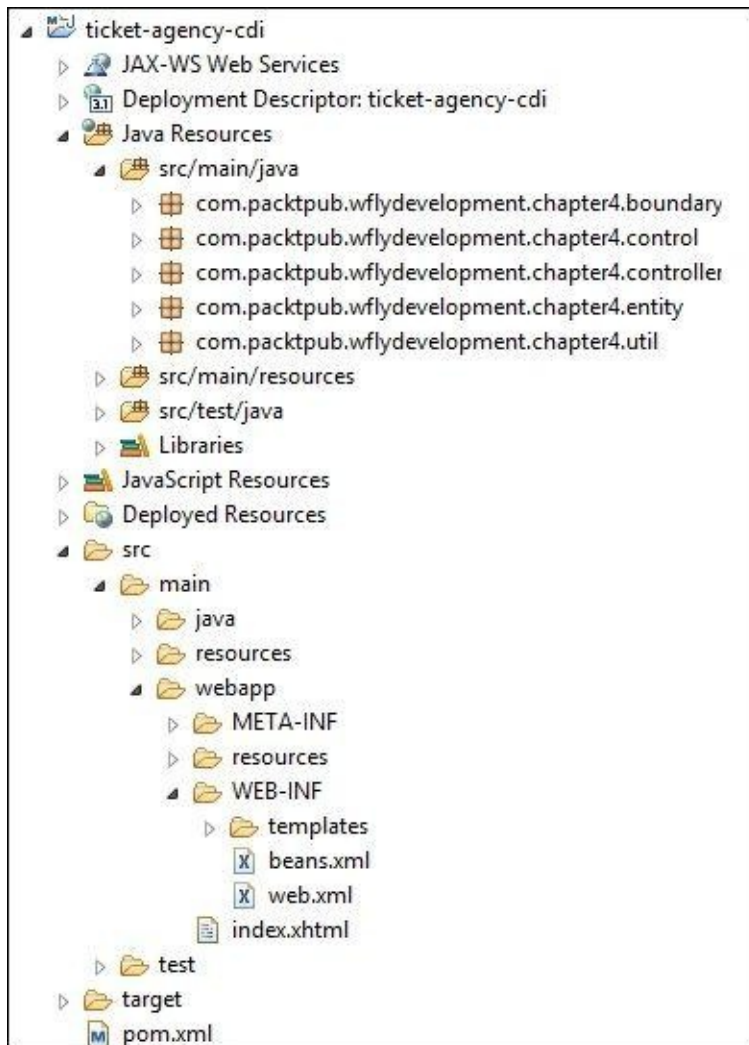 ticket-agency-cdi
JAX-WS Web Services
3.1 Deployment Descriptor: ticket-agency-cdi
Java Resources
src/main/java
com.packtpub.wflydevelopment.chapter4.boundary
com.packtpub.wflydevelopment.chapter4.control
com.packtpub.wflydevelopment.chapter4.controller
com.packtpub.wflydevelopment.chapter4.entity
com.packtpub.wflydevelopment.chapter4.util
src/main/resources
src/test/java
Libraries
JavaScript Resources
Deployed Resources
src
main
java
resources
webapp
META-INF
resources
WEB-INF
templates
X beans.xml
X web.xml
index.xhtml
test
target
M pom.xml